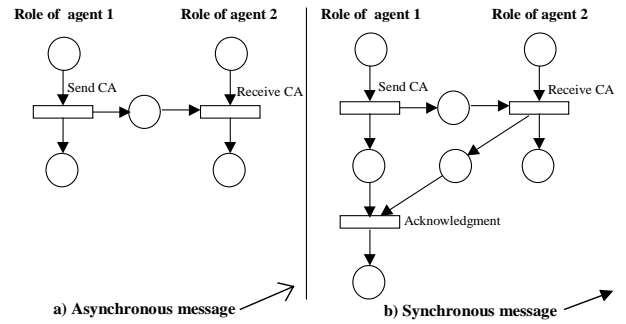 Role of agent 1
Role of agent 2
Send CA
Receive CA
a) Asynchronous message
Role of agent 1
Role of agent 2
Send CA
Receive CA
Acknowledgment
b) Synchronous message